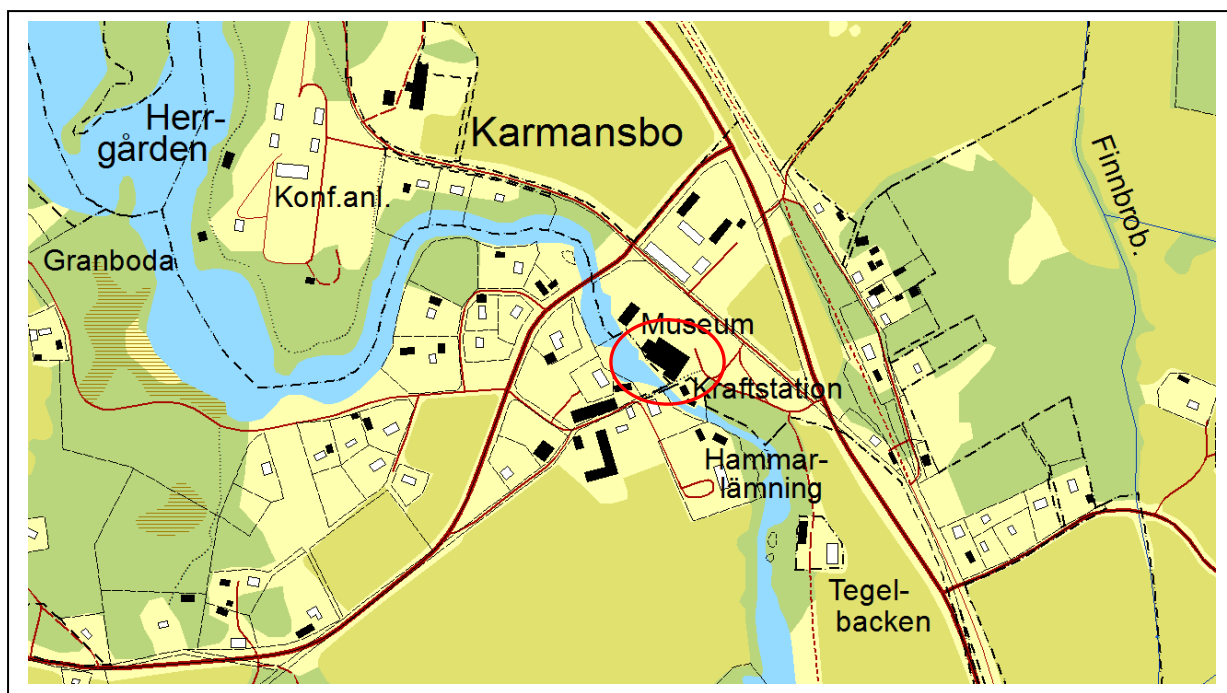 Herr-
gården
Karmansbo
Konf.anl.
Finnbrob.
Granboda
Museum
Kraftstation
Hammar-
lämning
Tegel-
backen